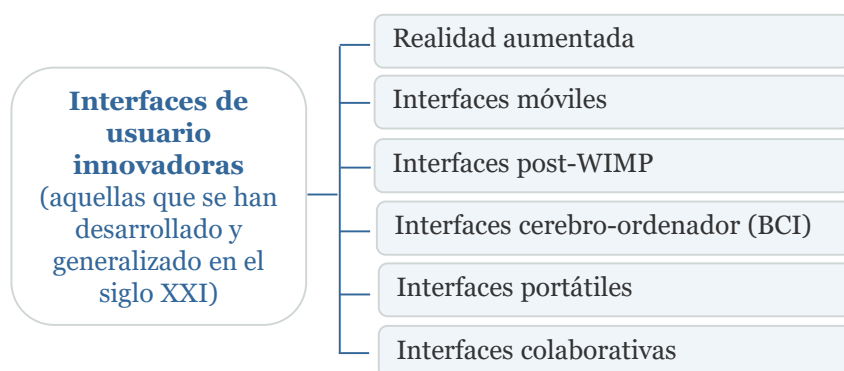 Interfaces de
usuario
innovadoras
(aquellas que se han
desarrollado y
generalizado en el
siglo XXI)
Realidad aumentada
Interfaces móviles
Interfaces post-WIMP
Interfaces cerebro-ordenador (BCI)
Interfaces portátiles
Interfaces colaborativas